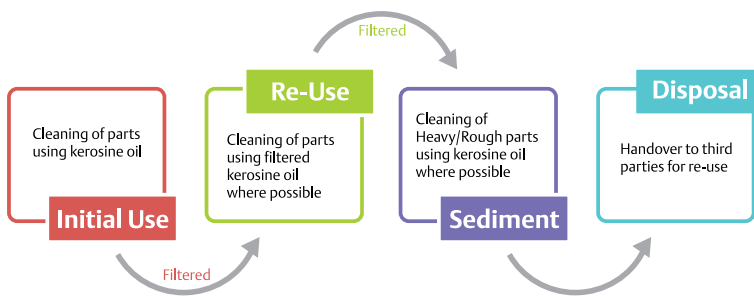 Filtered
Re-Use
Disposal
Cleaning of parts
using kerosine oil
Initial Use
Cleaning of parts
using filtered
kerosine oil
where possible
Cleaning of
Heavy/Rough parts
using kerosine oil
where possible
Sediment
Handover to third
parties for re-use
Filtered